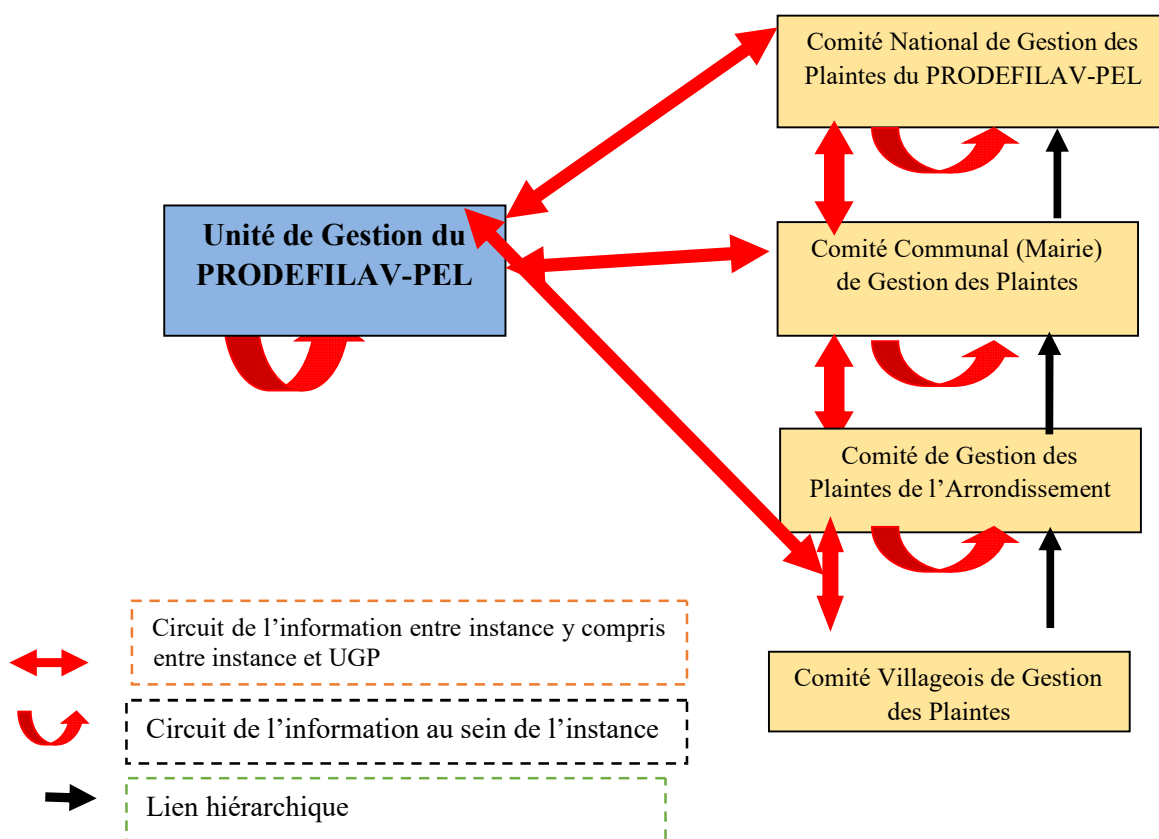 Comité National de Gestion des
Plaintes du PRODEFILAV-PEL
Unité de Gestion du
PRODEFILAV-PEL
Comité Communal (Mairie)
de Gestion des Plaintes
Comité de Gestion des
Plaintes de l’Arrondissement
Comité Villageois de Gestion
des Plaintes
Circuit de l’information entre instance y compris
entre instance et UGP
Circuit de l’information au sein de l’instance
Lien hiérarchique